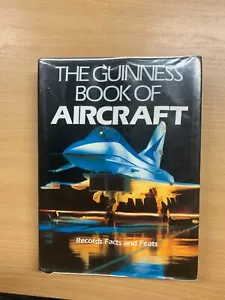 THE GUINNESS
BOOK OF
AIRCRAFT
Records Facts and Feats